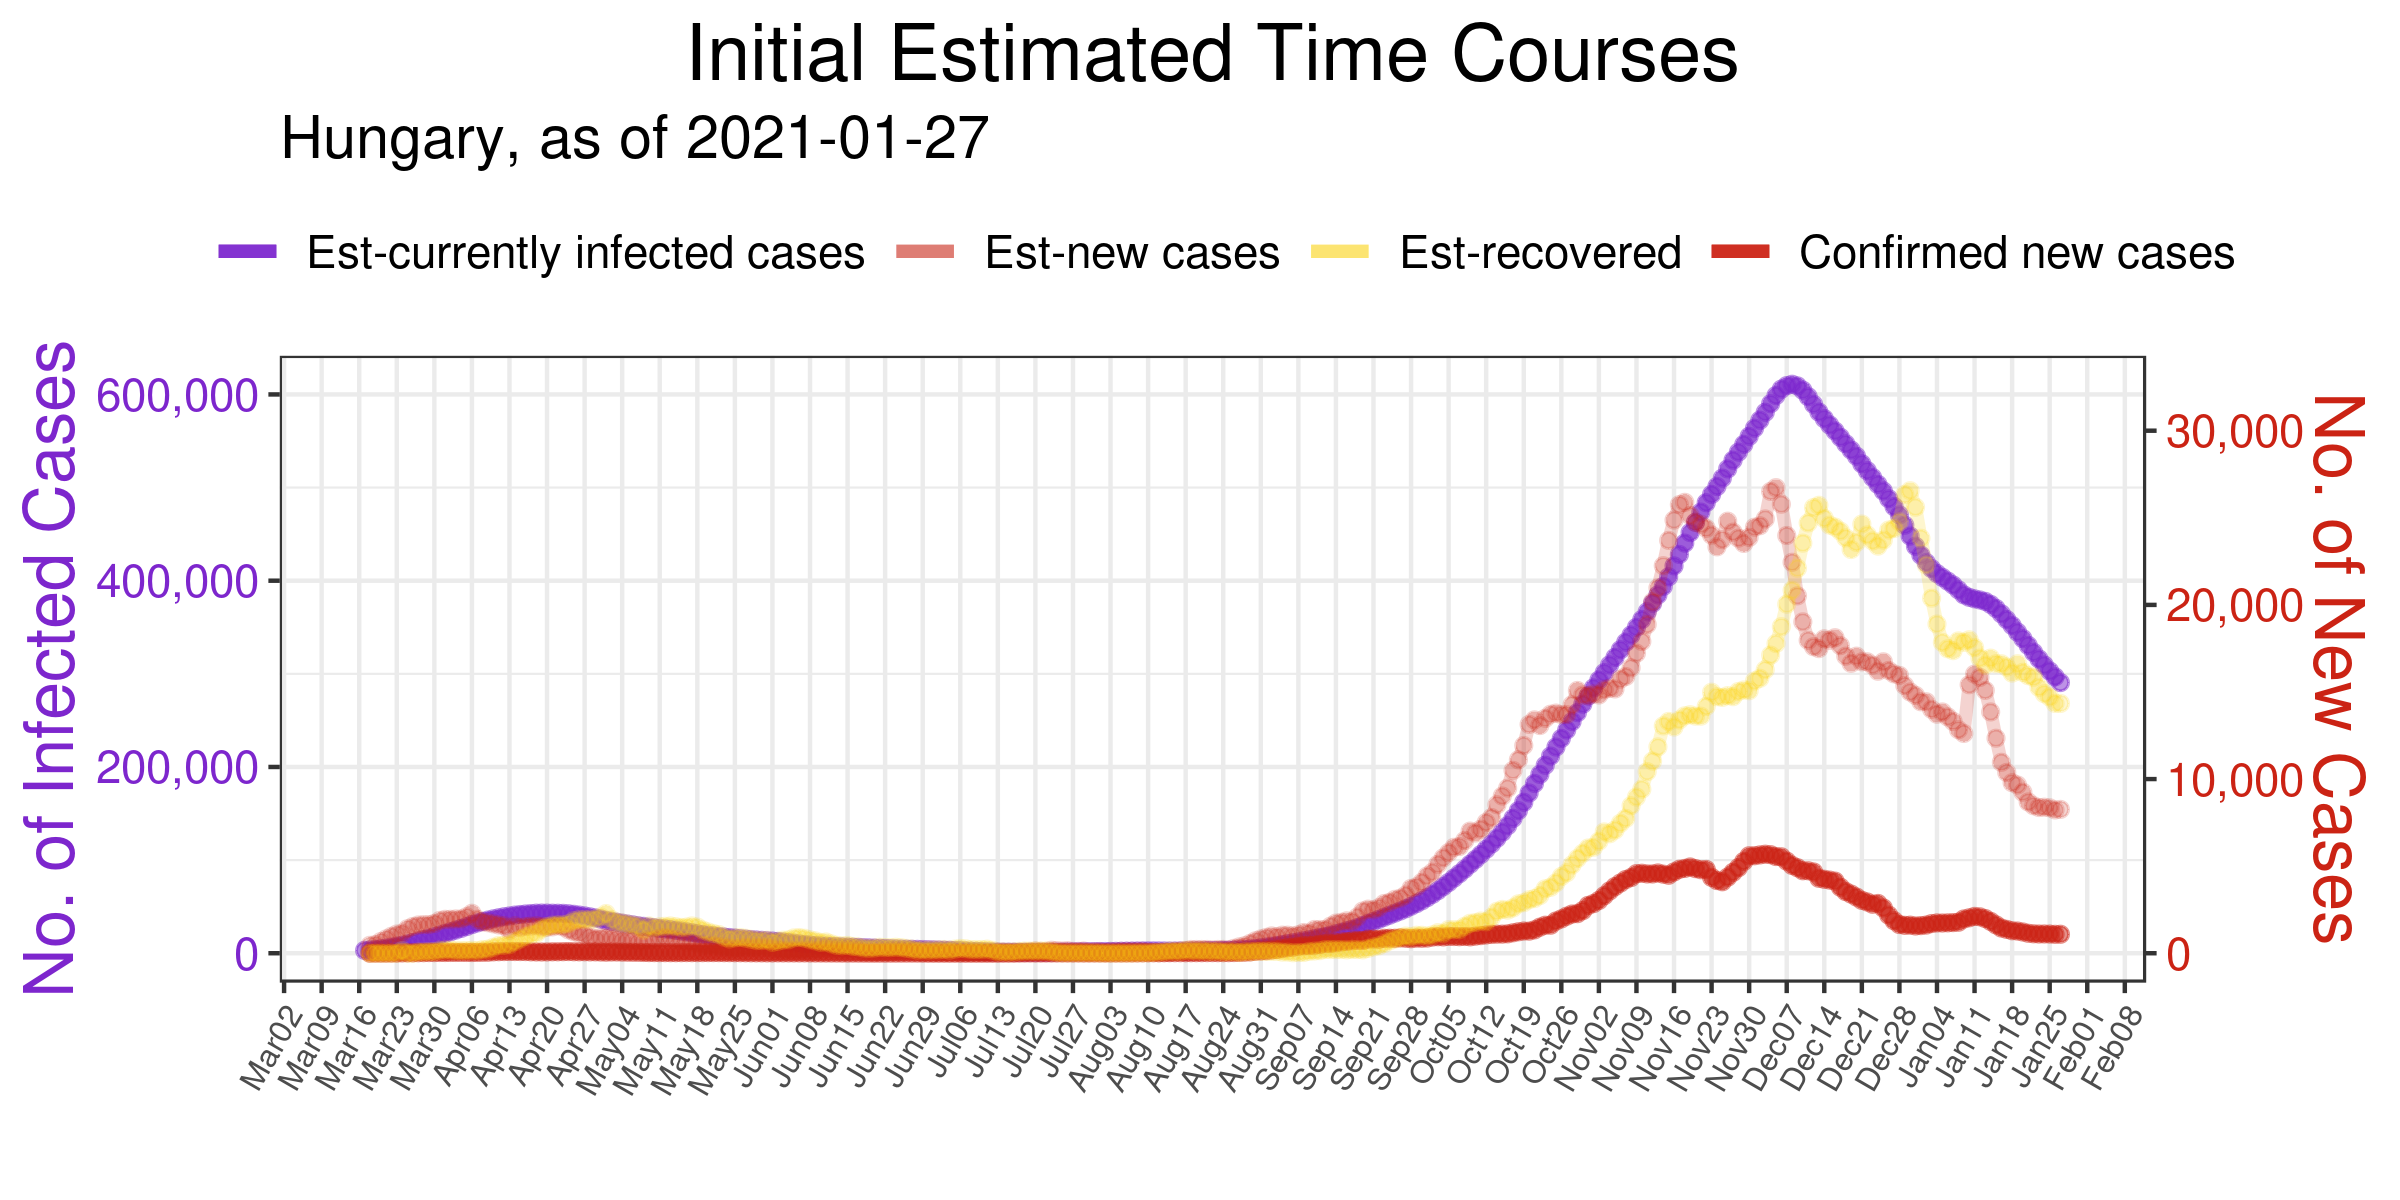 Initial Estimated Time Courses
Hungary, as of 2021-01-27
Est-currently infected cases
Est-new cases
Est-recovered
Confirmed new cases
No. of Infected Cases
600,000
400,000
200,000
0
30,000
20,000
10,000
0
No. of New Cases
Mar02
Mar09
Mar16
Mar23
Mar30
Apr06
Apr13
Apr20
Apr27
May04
May11
May18
May25
Jun01
Jun08
Jun15
Jun22
Jun29
Jul06
Jul13
Jul20
Jul27
Aug03
Aug10
Aug17
Aug24
Aug31
Sep07
Sep14
Sep21
Sep28
Oct05
Oct12
Oct19
Oct26
Nov02
Nov09
Nov16
Nov23
Nov30
Dec07
Dec14
Dec21
Dec28
Jan04
Jan11
Jan18
Jan25
Feb01
Feb08